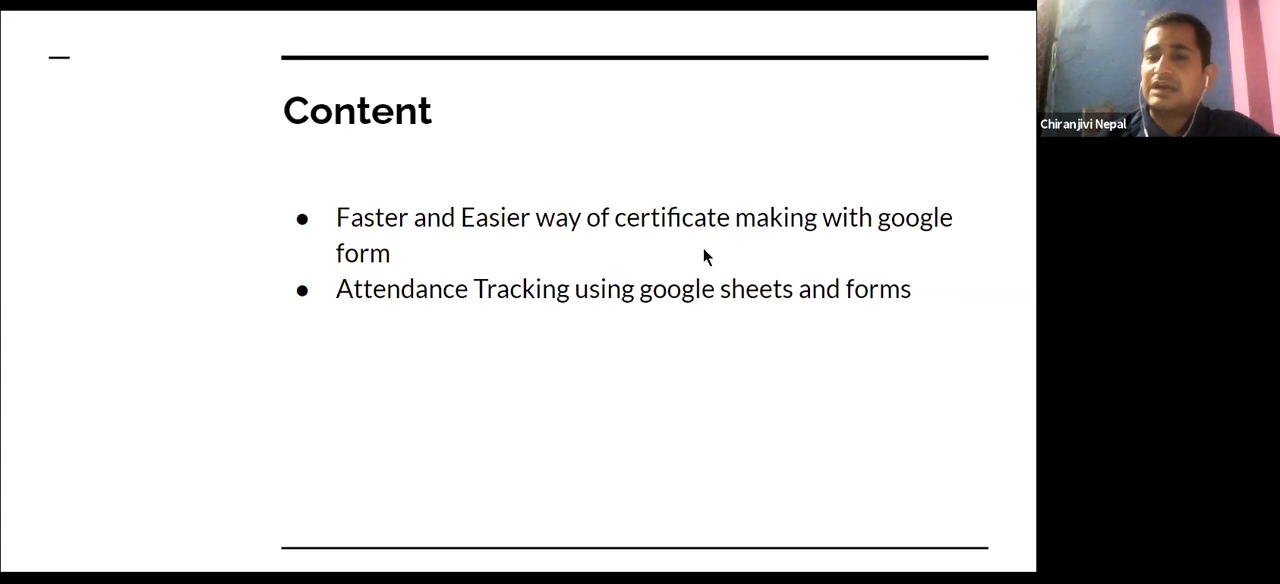 Content
● Faster and Easier way of certificate making with google
form
● Attendance Tracking using google sheets and forms
Chiranjivi Nepal